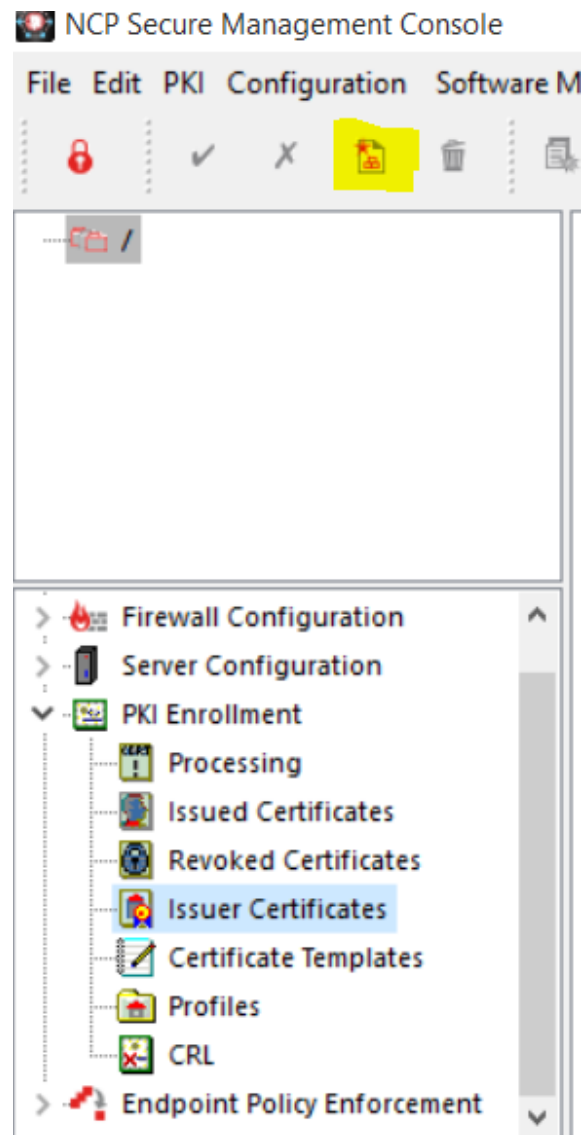 NCP Secure Management Console
File Edit PKI Configuration Software M
/
Firewall Configuration
Server Configuration
PKI Enrollment
Processing
Issued Certificates
Revoked Certificates
Issuer Certificates
Certificate Templates
Profiles
CRL
Endpoint Policy Enforcement